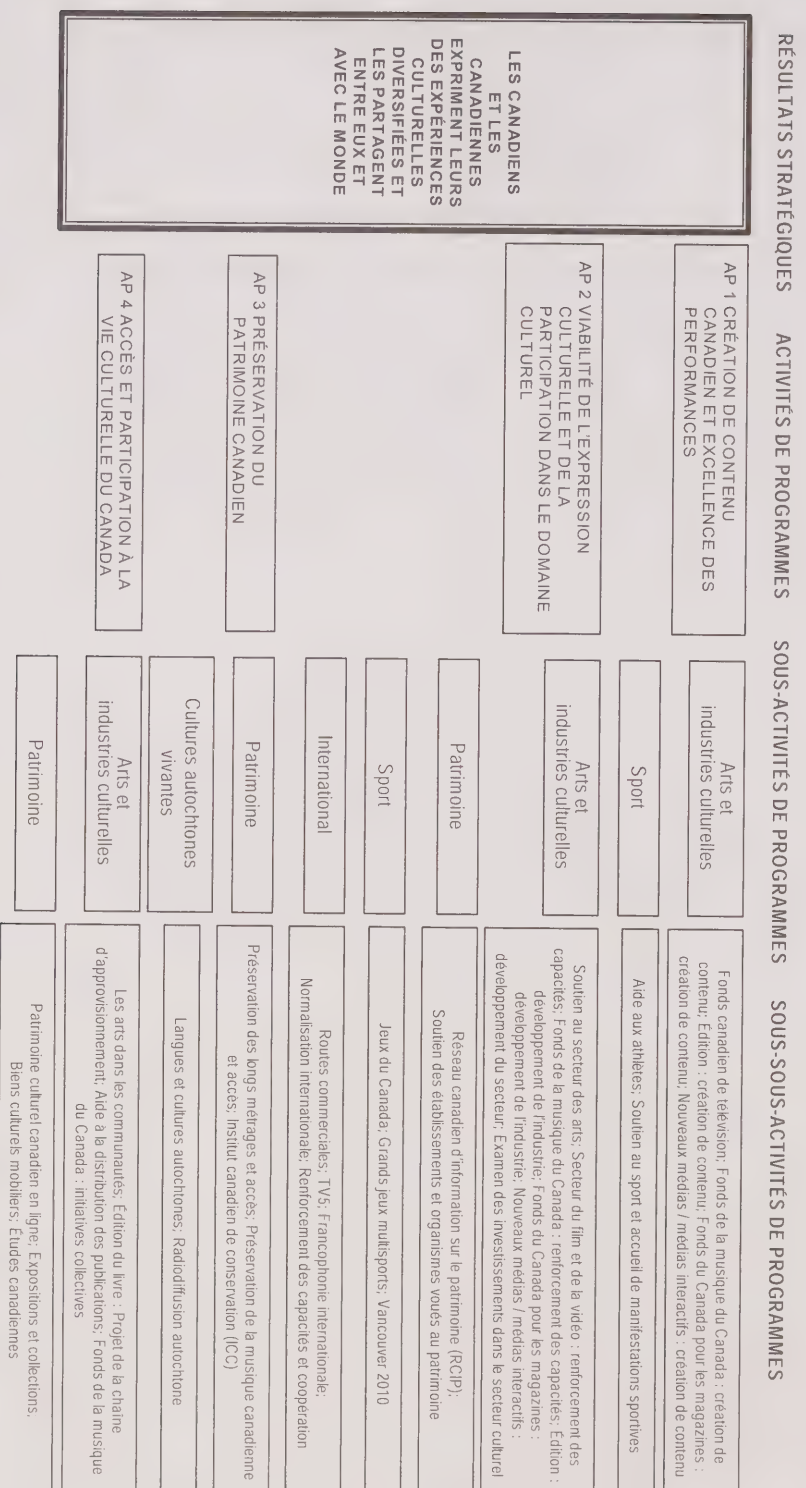 RÉSULTATS STRATÉGIQUES
ACTIVITÉS DE PROGRAMMES
SOUS-ACTIVITÉS DE PROGRAMMES
SOUS-SOUS-ACTIVITÉS DE PROGRAMMES
LES CANADIENS
ET LES
CANADIENNES
EXPRIMENT LEURS
DES EXPÉRIENCES
CULTURELLES
DIVERSIFIÉES ET
LES PARTAGENT
ENTRE EUX ET
AVEC LE MONDE
AP 1 CRÉATION DE CONTENU
CANADIEN ET EXCELLENCE DES
PERFORMANCES
Arts et
industries culturelles
Fonds canadien de télévision; Fonds de la musique du Canada : création de
contenu; Édition : création de contenu; Fonds du Canada pour les magazines :
création de contenu; Nouveaux médias / médias interactifs : création de contenu
Sport
Aide aux athlètes; Soutien au sport et accueil de manifestations sportives
AP 2 VIABILITÉ DE L'EXPRESSION
CULTURELLE ET DE LA
PARTICIPATION DANS LE DOMAINE
CULTUREL
Arts et
industries culturelles
Soutien au secteur des arts; Secteur du film et de la vidéo : renforcement des
capacités; Fonds de la musique du Canada : renforcement des capacités; Édition :
développement de l'industrie; Fonds du Canada pour les magazines :
développement de l'industrie; Nouveaux médias / médias interactifs :
développement du secteur; Examen des investissements dans le secteur culturel
Patrimoine
Réseau canadien d'information sur le patrimoine (RCIP);
Soutien des établissements et organismes voués au patrimoine
Sport
Jeux du Canada; Grands jeux multisports; Vancouver 2010
International
Routes commerciales; TV5; Francophonie internationale;
Normalisation internationale; Renforcement des capacités et coopération
AP 3 PRÉSERVATION DU
PATRIMOINE CANADIEN
Patrimoine
Préservation des longs métrages et accès; Préservation de la musique canadienne
et accès; Institut canadien de conservation (ICC)
Cultures autochtones
vivantes
Langues et cultures autochtones; Radiodiffusion autochtone
AP 4 ACCÈS ET PARTICIPATION À LA
VIE CULTURELLE DU CANADA
Arts et
industries culturelles
Les arts dans les communautés; Édition du livre : Projet de la chaîne
d'approvisionnement; Aide à la distribution des publications; Fonds de la musique
du Canada : initiatives collectives
Patrimoine
Patrimoine culturel canadien en ligne; Expositions et collections,
Biens culturels mobiliers; Études canadiennes